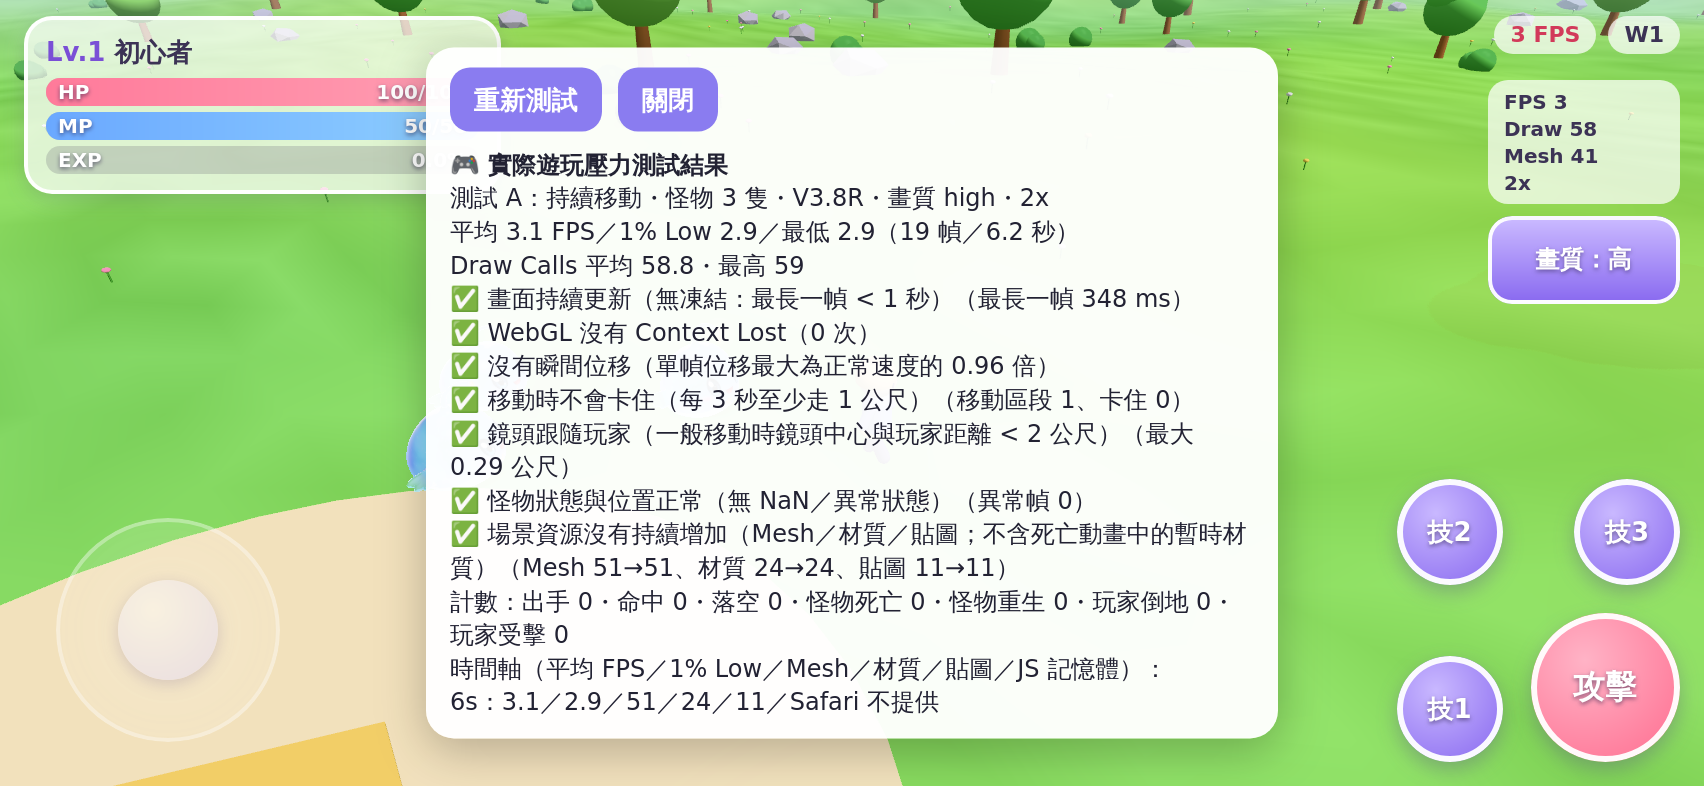 Lv.1 初心者
HP 100/
MP 50
EXP 0
重新測試
關閉
🎮 實際遊玩壓力測試結果
測試 A：持續移動・怪物 3 隻・V3.8R・畫質 high・2x
平均 3.1 FPS／1% Low 2.9／最低 2.9（19 幀／6.2 秒）
Draw Calls 平均 58.8・最高 59
✅ 畫面持續更新（無凍結：最長一幀 < 1 秒）（最長一幀 348 ms）
✅ WebGL 沒有 Context Lost（0 次）
✅ 沒有瞬間位移（單幀位移最大為正常速度的 0.96 倍）
✅ 移動時不會卡住（每 3 秒至少走 1 公尺）（移動區段 1、卡住 0）
✅ 鏡頭跟隨玩家（一般移動時鏡頭中心與玩家距離 < 2 公尺）（最大
0.29 公尺）
✅ 怪物狀態與位置正常（無 NaN／異常狀態）（異常幀 0）
✅ 場景資源沒有持續增加（Mesh／材質／貼圖；不含死亡動畫中的暫時材
質）（Mesh 51→51、材質 24→24、貼圖 11→11）
計數：出手 0・命中 0・落空 0・怪物死亡 0・怪物重生 0・玩家倒地 0・
玩家受擊 0
時間軸（平均 FPS／1% Low／Mesh／材質／貼圖／JS 記憶體）：
6s：3.1／2.9／51／24／11／Safari 不提供
3 FPS
W1
FPS 3
Draw 58
Mesh 41
2x
畫質：高
技2
技3
技1
攻擊